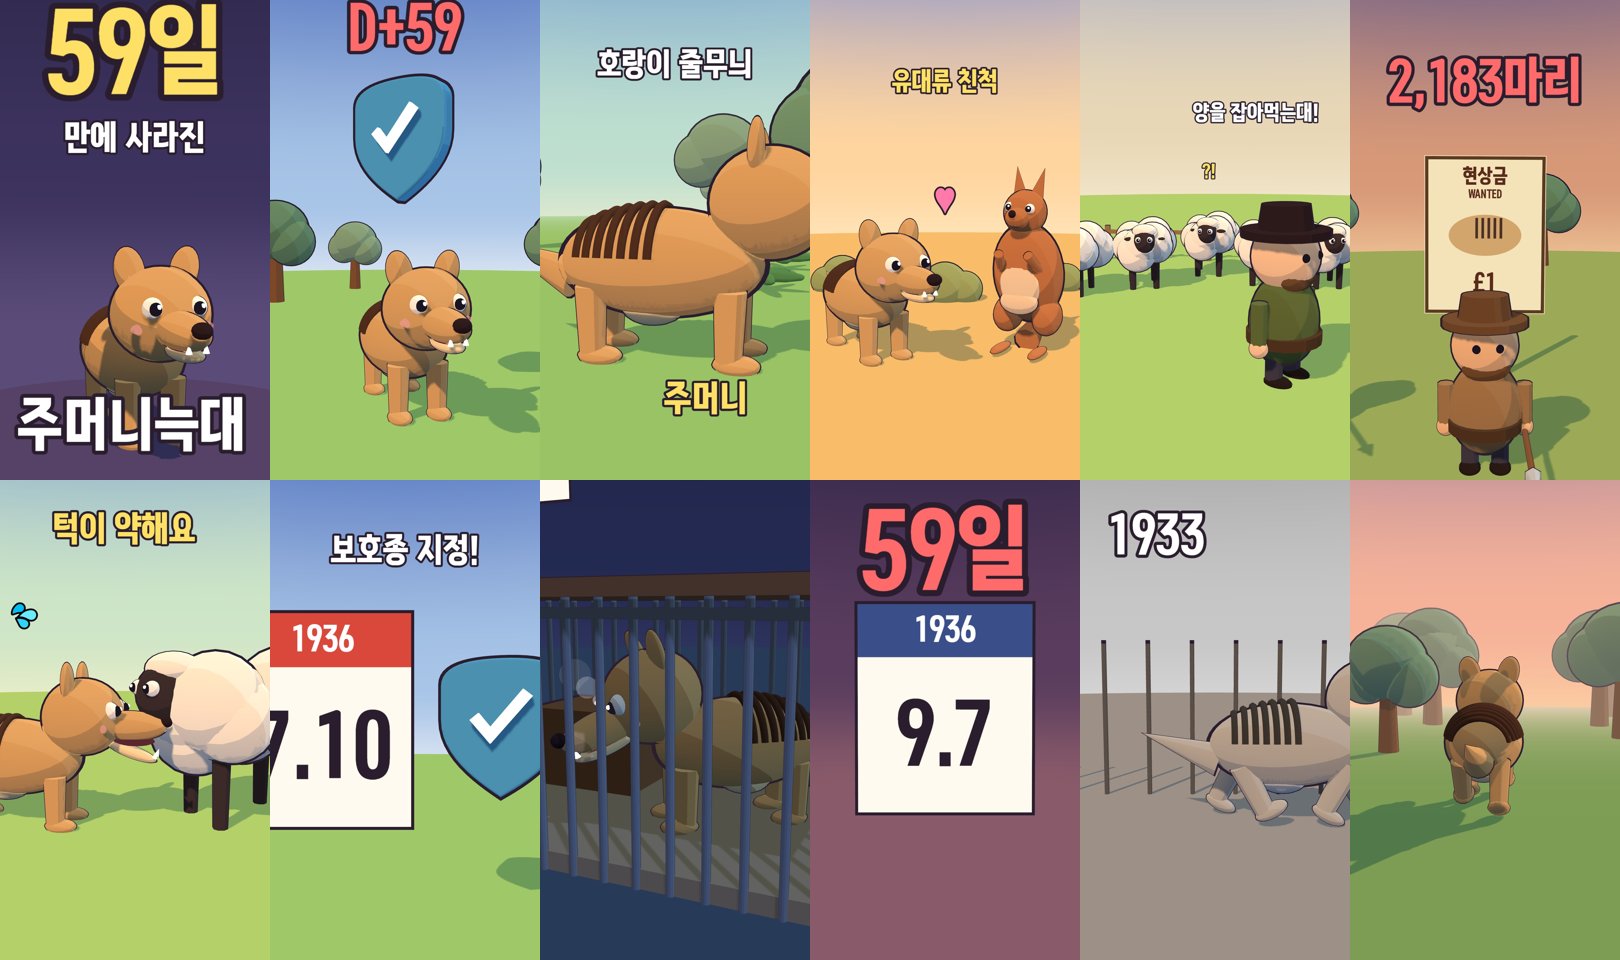 59일
만에 사라진
주머니늑대
D+59
호랑이 줄무늬
주머니
유대류 친척
양을 잡아먹는대!
?!
2,183마리
현상금
WANTED
£1
턱이 약해요
보호종 지정!
1936
7.10
59일
1936
9.7
1933